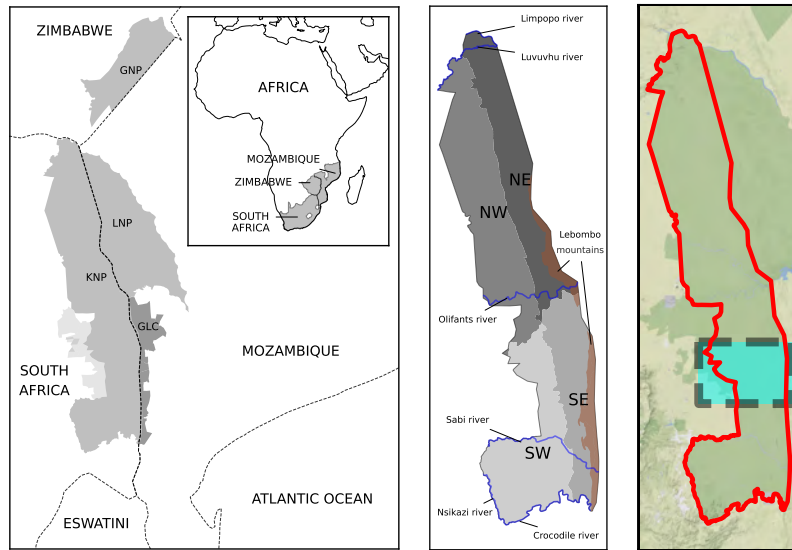 ZIMBABWE
GNP
AFRICA
MOZAMBIQUE
ZIMBABWE
SOUTH
AFRICA
LNP
KNP
GLC
SOUTH
AFRICA
MOZAMBIQUE
ATLANTIC OCEAN
ESWATINI
Limpopo river
Luvuvhu river
NE
NW
Lebombo
mountains
Olifants river
SE
Sabi river
SW
Nsikazi river
Crocodile river